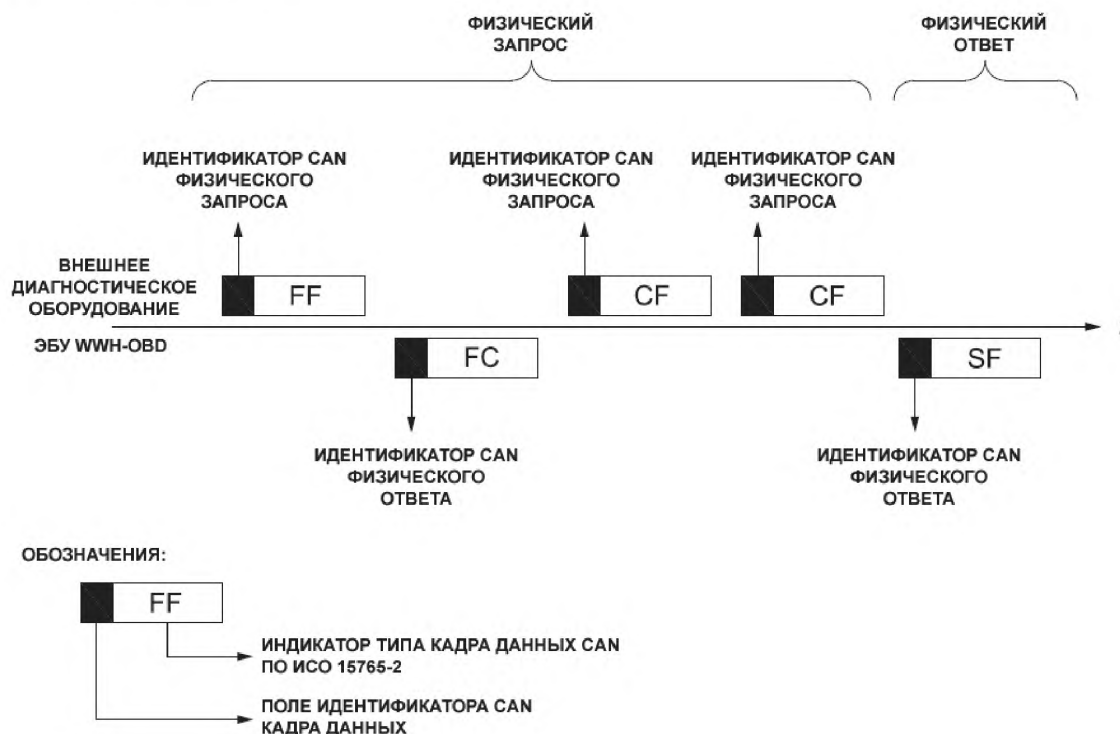 ФИЗИЧЕСКИЙ
ЗАПРОС
ФИЗИЧЕСКИЙ
ОТВЕТ
ИДЕНТИФИКАТОР CAN
ФИЗИЧЕСКОГО
ЗАПРОСА
ИДЕНТИФИКАТОР CAN
ФИЗИЧЕСКОГО
ЗАПРОСА
ИДЕНТИФИКАТОР CAN
ФИЗИЧЕСКОГО
ЗАПРОСА
ВНЕШНЕЕ
ДИАГНОСТИЧЕСКОЕ
ОБОРУДОВАНИЕ
FF
CF
CF
ЭБУ WWH-OBD
FC
SF
ИДЕНТИФИКАТОР CAN
ФИЗИЧЕСКОГО
ОТВЕТА
ИДЕНТИФИКАТОР CAN
ФИЗИЧЕСКОГО
ОТВЕТА
ОБОЗНАЧЕНИЯ:
FF
ИНДИКАТОР ТИПА КАДРА ДАННЫХ CAN
ПО ИСО 15765-2
ПОЛЕ ИДЕНТИФИКАТОРА CAN
КАДРА ДАННЫХ